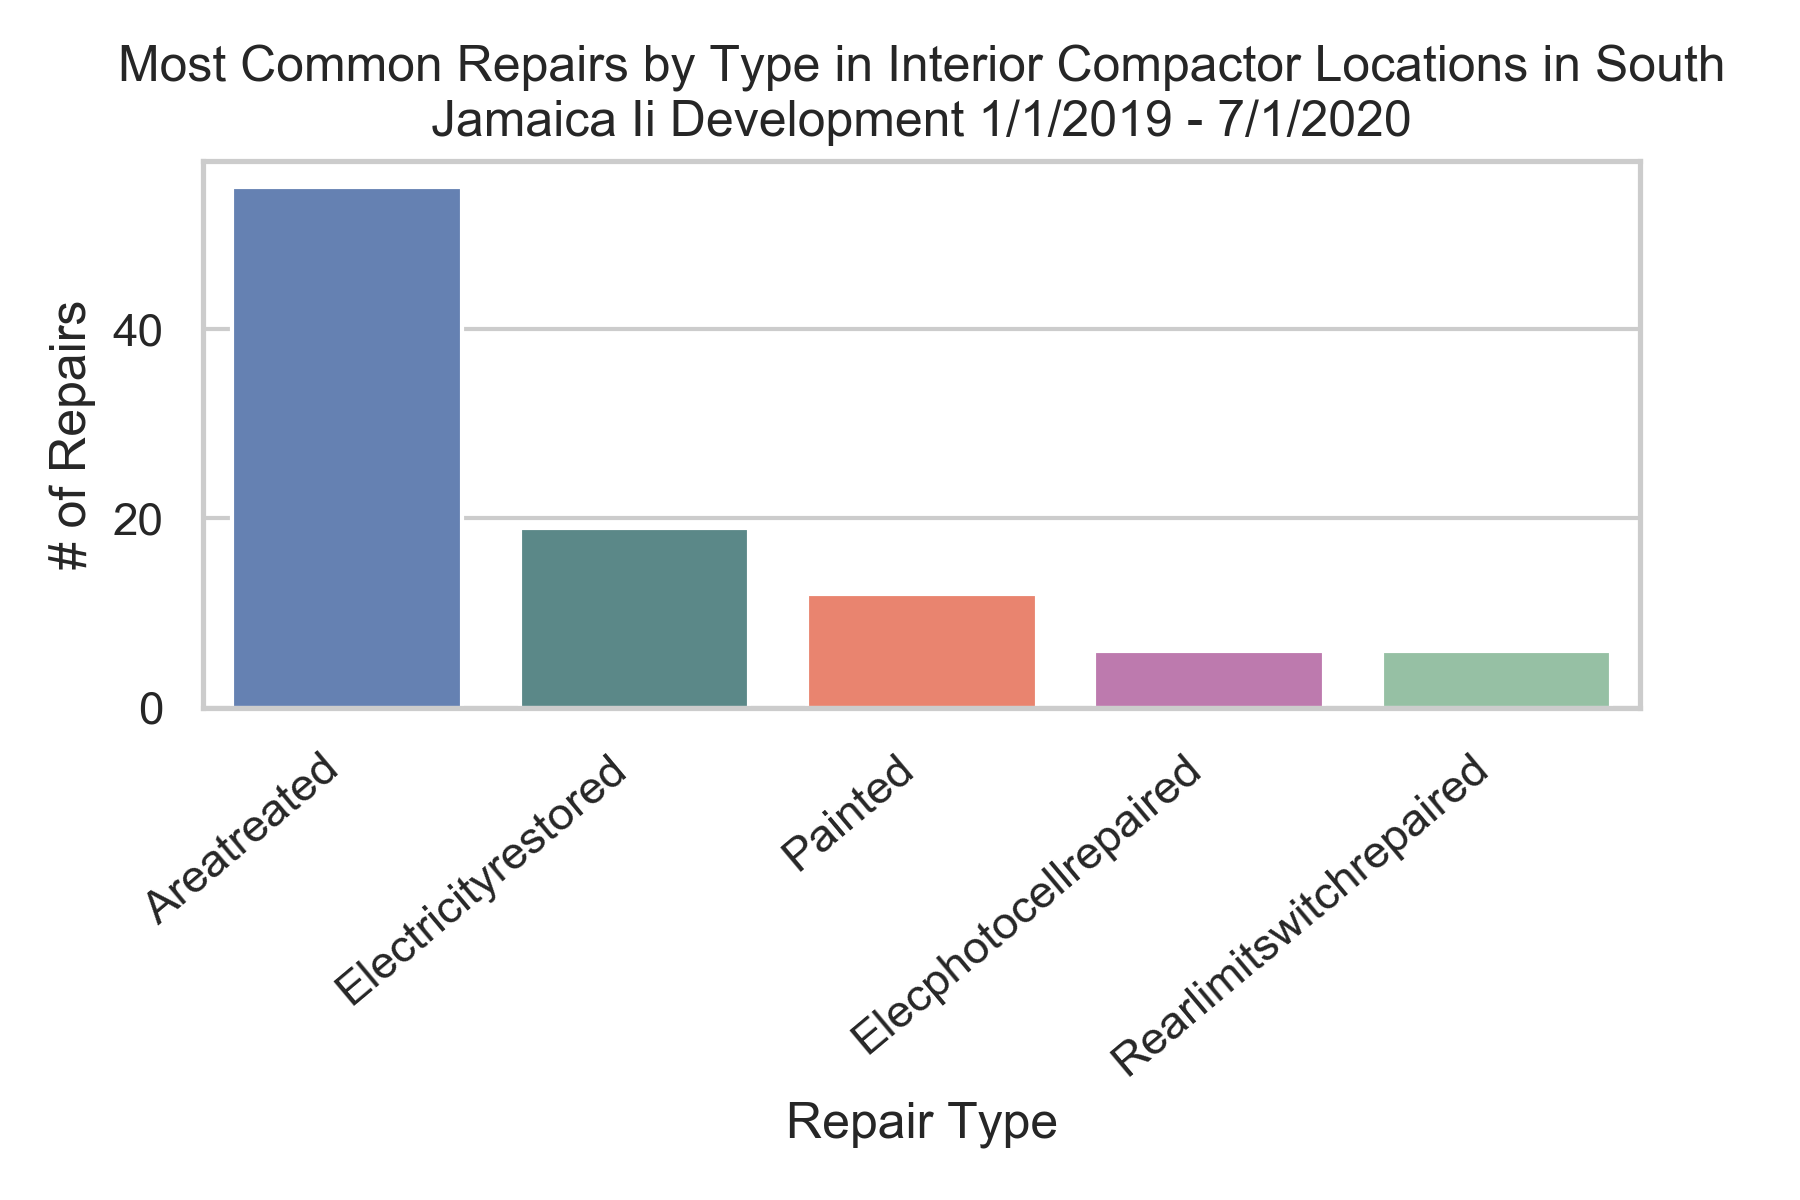 Most Common Repairs by Type in Interior Compactor Locations in South
Jamaica Ii Development 1/1/2019 - 7/1/2020
# of Repairs
40
20
0
Areatreated
Electricityrestored
Painted
Elecphotocellrepaired
Rearlimitswitchrepaired
Repair Type